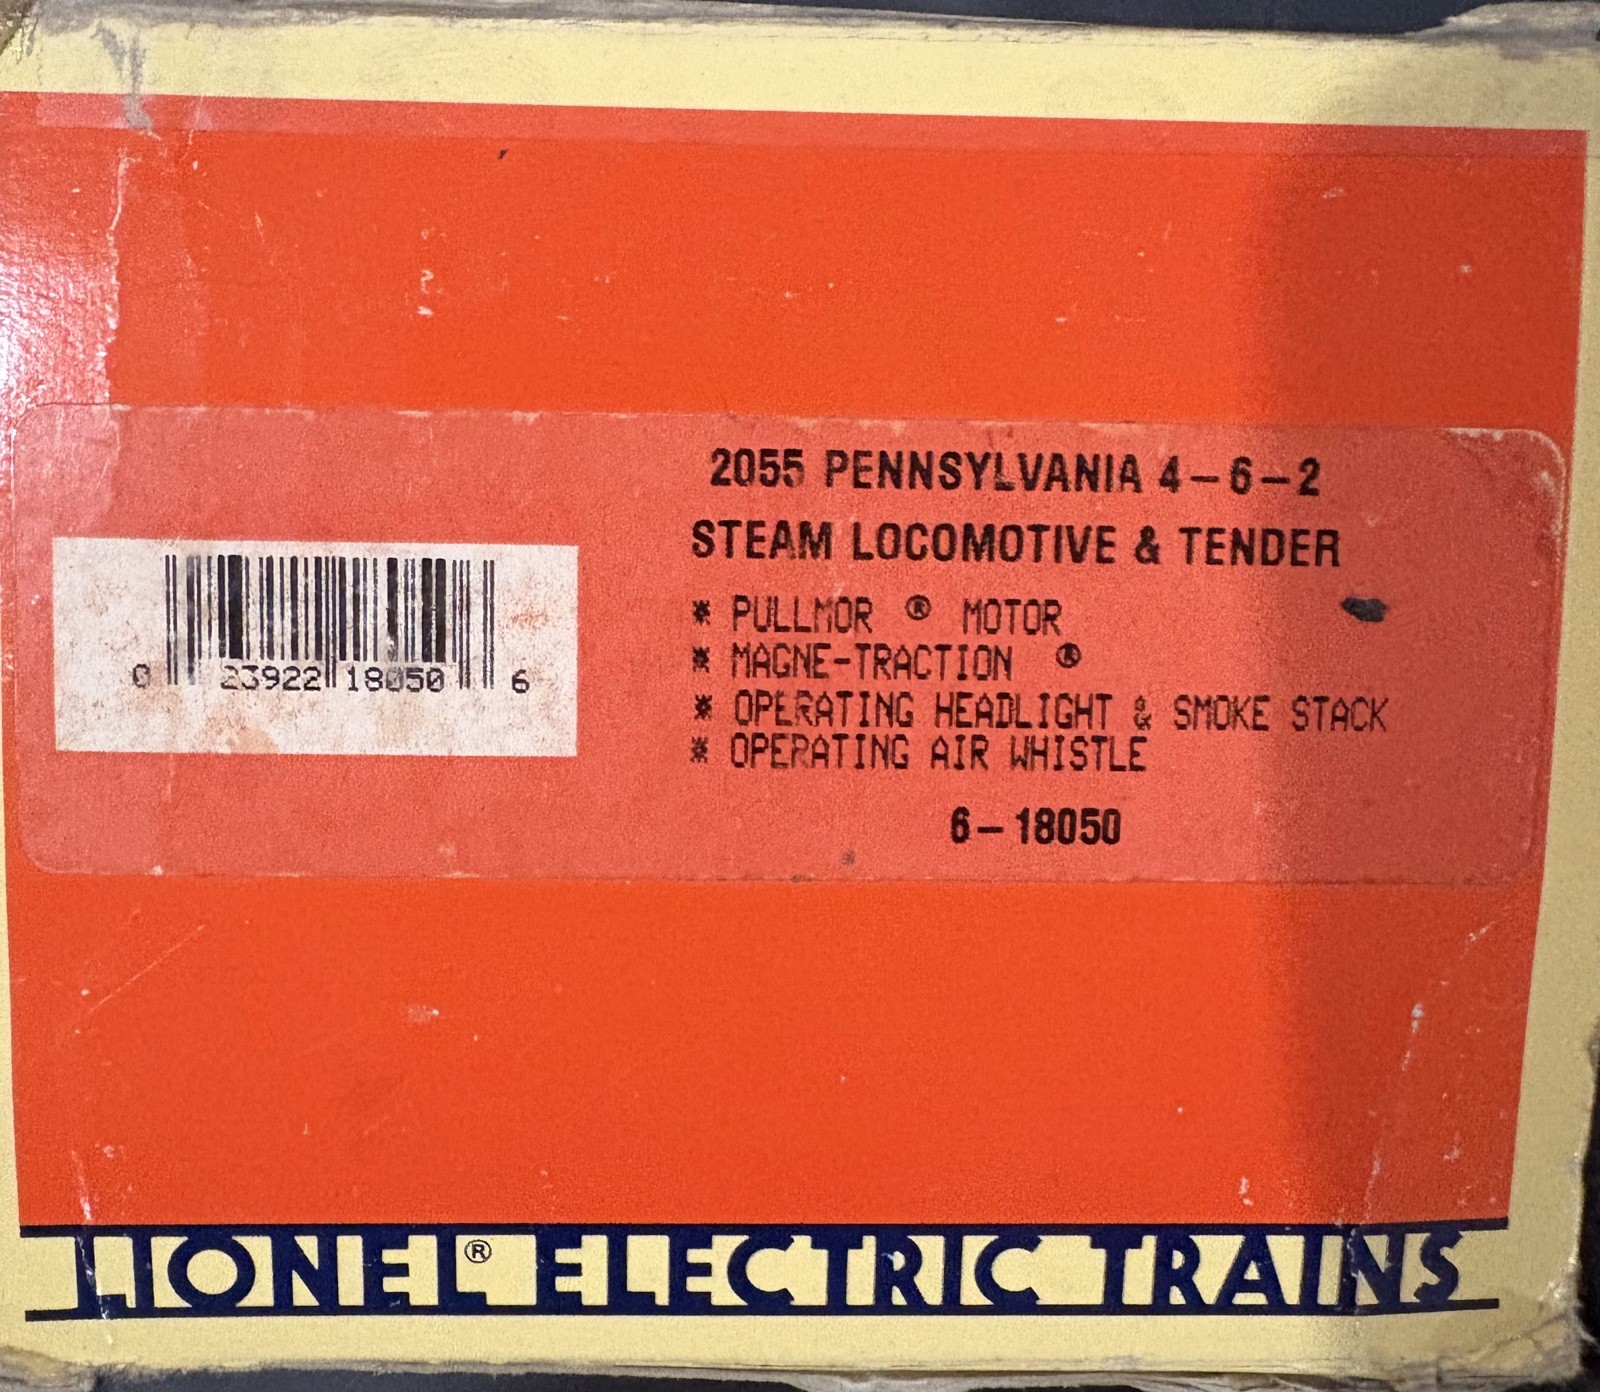 2055 PENNSYLVANIA 4-6-2
STEAM LOCOMOTIVE & TENDER
* PULLMOR ® MOTOR
* MAGNE-TRACTION ®
* OPERATING HEADLIGHT & SMOKE STACK
* OPERATING AIR WHISTLE
6-18050
0 23922 18050 6
LIONEL® ELECTRIC TRAINS